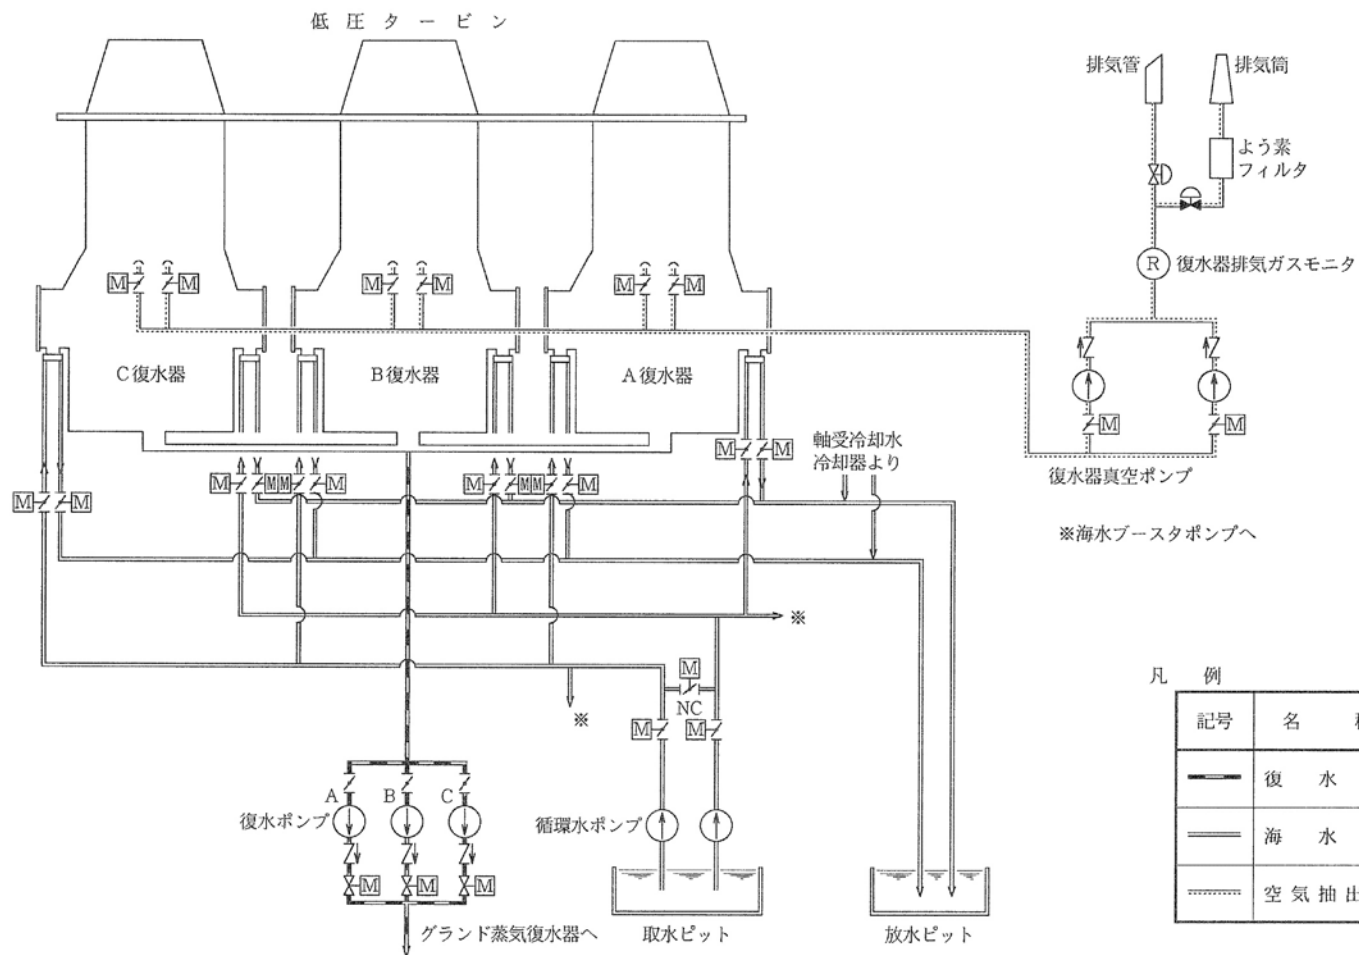 低圧タービン
排気管
排気筒
よう素
フィルタ
R
復水器排気ガスモニタ
M M M M M M
C復水器
B復水器
A復水器
M M
M M
軸受冷却水
冷却器より
復水器真空ポンプ
M M M M M M M M
M M
※海水ブースタポンプへ
※
M
NC
※
M M
A B C
復水ポンプ
循環水ポンプ
M M M
グランド蒸気復水器へ
取水ピット
放水ピット
凡例
記号 名
復水
海水
空気抽出